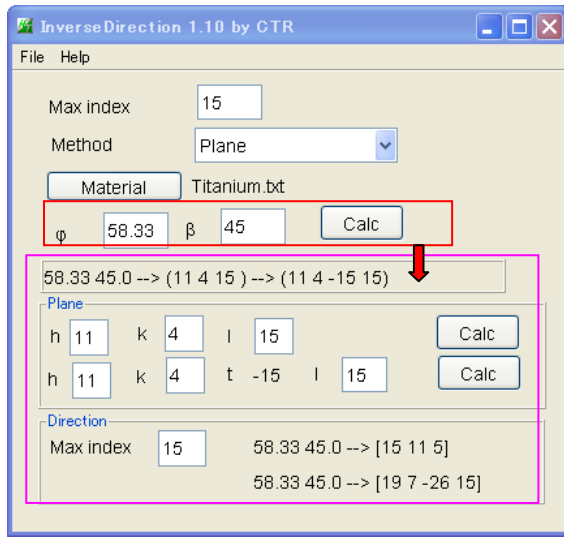 InverseDirection 1.10 by CTR
File Help
Max index 15
Method Plane
Material Titanium.txt
φ 58.33 β 45 Calc
58.33 45.0 --> (11 4 15 ) --> (11 4 -15 15)
Plane
h 11 k 4 l 15 Calc
h 11 k 4 t -15 l 15 Calc
Direction
Max index 15 58.33 45.0 --> [15 11 5]
58.33 45.0 --> [19 7 -26 15]